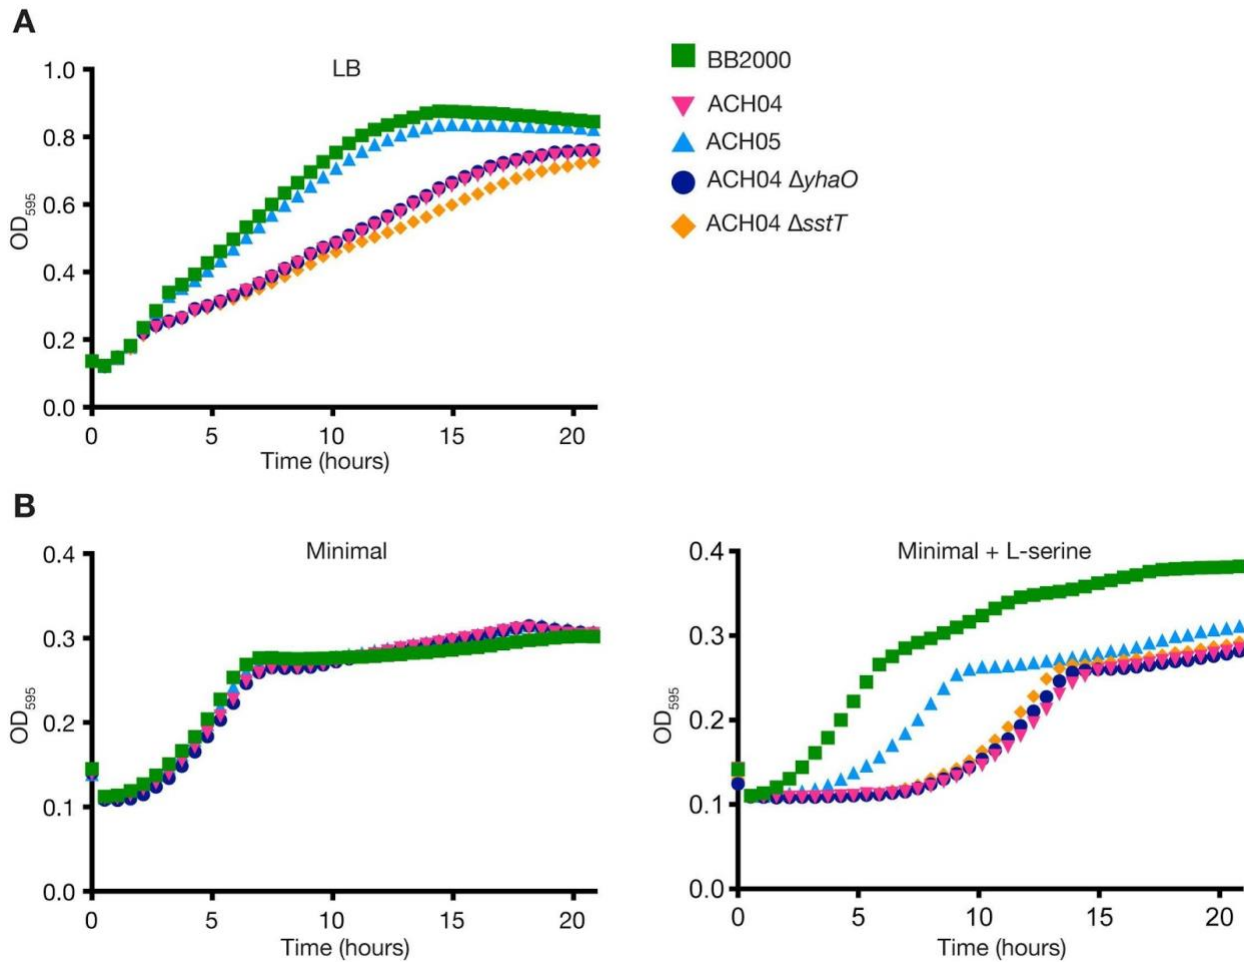 A
LB
1.0
0.8
0.6
0.4
0.2
0.0
OD595
0 5 10 15 20
Time (hours)
BB2000
ACH04
ACH05
ACH04 ΔyhaO
ACH04 ΔsstT
B
Minimal
0.4
0.3
0.2
0.1
0.0
OD595
0 5 10 15 20
Time (hours)
Minimal + L-serine
0.4
0.3
0.2
0.1
0.0
OD595
0 5 10 15 20
Time (hours)